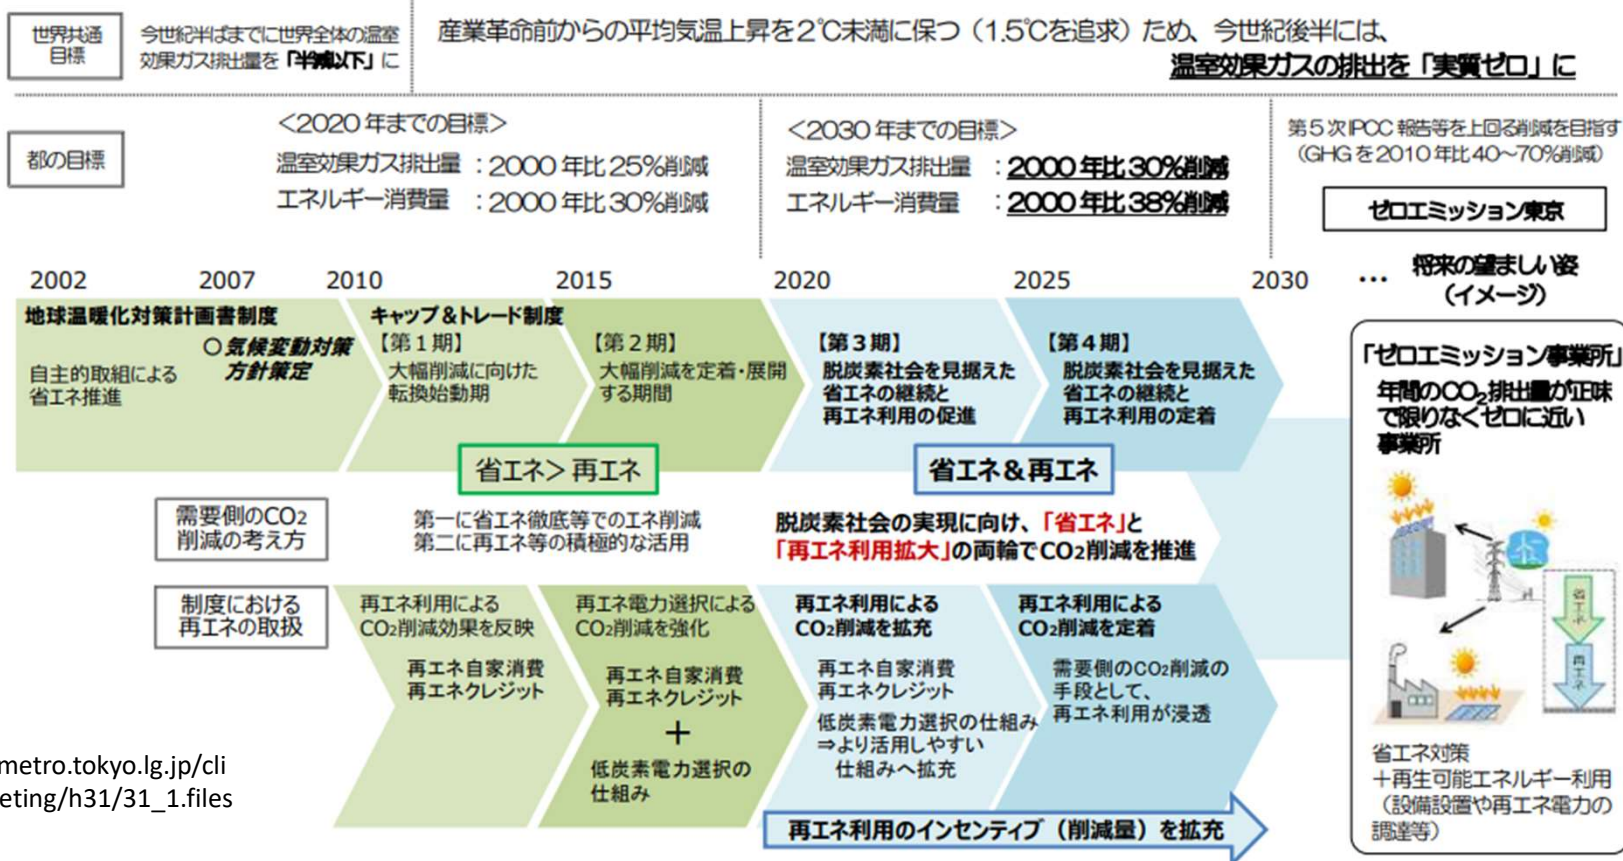 世界共通
目標
今世紀半ばまでに世界全体の温室
効果ガス排出量を「半減以下」に
産業革命前からの平均気温上昇を2℃未満に保つ（1.5℃を追求）ため、今世紀後半には、
温室効果ガスの排出を「実質ゼロ」に
都の目標
＜2020年までの目標＞
温室効果ガス排出量　：2000年比25%削減
エネルギー消費量　：2000年比30%削減
＜2030年までの目標＞
温室効果ガス排出量　：2000年比30%削減
エネルギー消費量　：2000年比38%削減
第5次IPCC報告等を上回る削減を目指す
（GHGを2010年比40～70%削減）
ゼロエミッション東京
2002 2007 2010 2015 2020 2025 2030 …
将来の望ましい姿
（イメージ）
地球温暖化対策計画書制度
○気候変動対策
方針策定
自主的取組による
省エネ推進
キャップ＆トレード制度
【第1期】
大幅削減に向けた
転換始動期
【第2期】
大幅削減を定着・展開
する期間
【第3期】
脱炭素社会を見据えた
省エネの継続と
再エネ利用の促進
【第4期】
脱炭素社会を見据えた
省エネの継続と
再エネ利用の定着
省エネ＞再エネ
省エネ＆再エネ
需要側のCO2
削減の考え方
第一に省エネ徹底等でのエネ削減
第二に再エネ等の積極的な活用
脱炭素社会の実現に向け、「省エネ」と
「再エネ利用拡大」の両輪でCO2削減を推進
制度における
再エネの取扱
再エネ利用による
CO2削減効果を反映
再エネ自家消費
再エネクレジット
再エネ電力選択による
CO2削減を強化
再エネ自家消費
再エネクレジット
＋
低炭素電力選択の
仕組み
再エネ利用による
CO2削減を拡充
再エネ自家消費
再エネクレジット
低炭素電力選択の仕組み
⇒より活用しやすい
仕組みへ拡充
再エネ利用による
CO2削減を定着
需要側のCO2削減の
手段として、
再エネ利用が浸透
再エネ利用のインセンティブ（削減量）を拡充
「ゼロエミッション事業所」
年間のCO2排出量が正味
で限りなくゼロに近い
事業所
省エネ
再エネ
省エネ対策
＋再生可能エネルギー利用
（設備設置や再エネ電力の
調達等）
metro.tokyo.lg.jp/cli
eting/h31/31_1.files